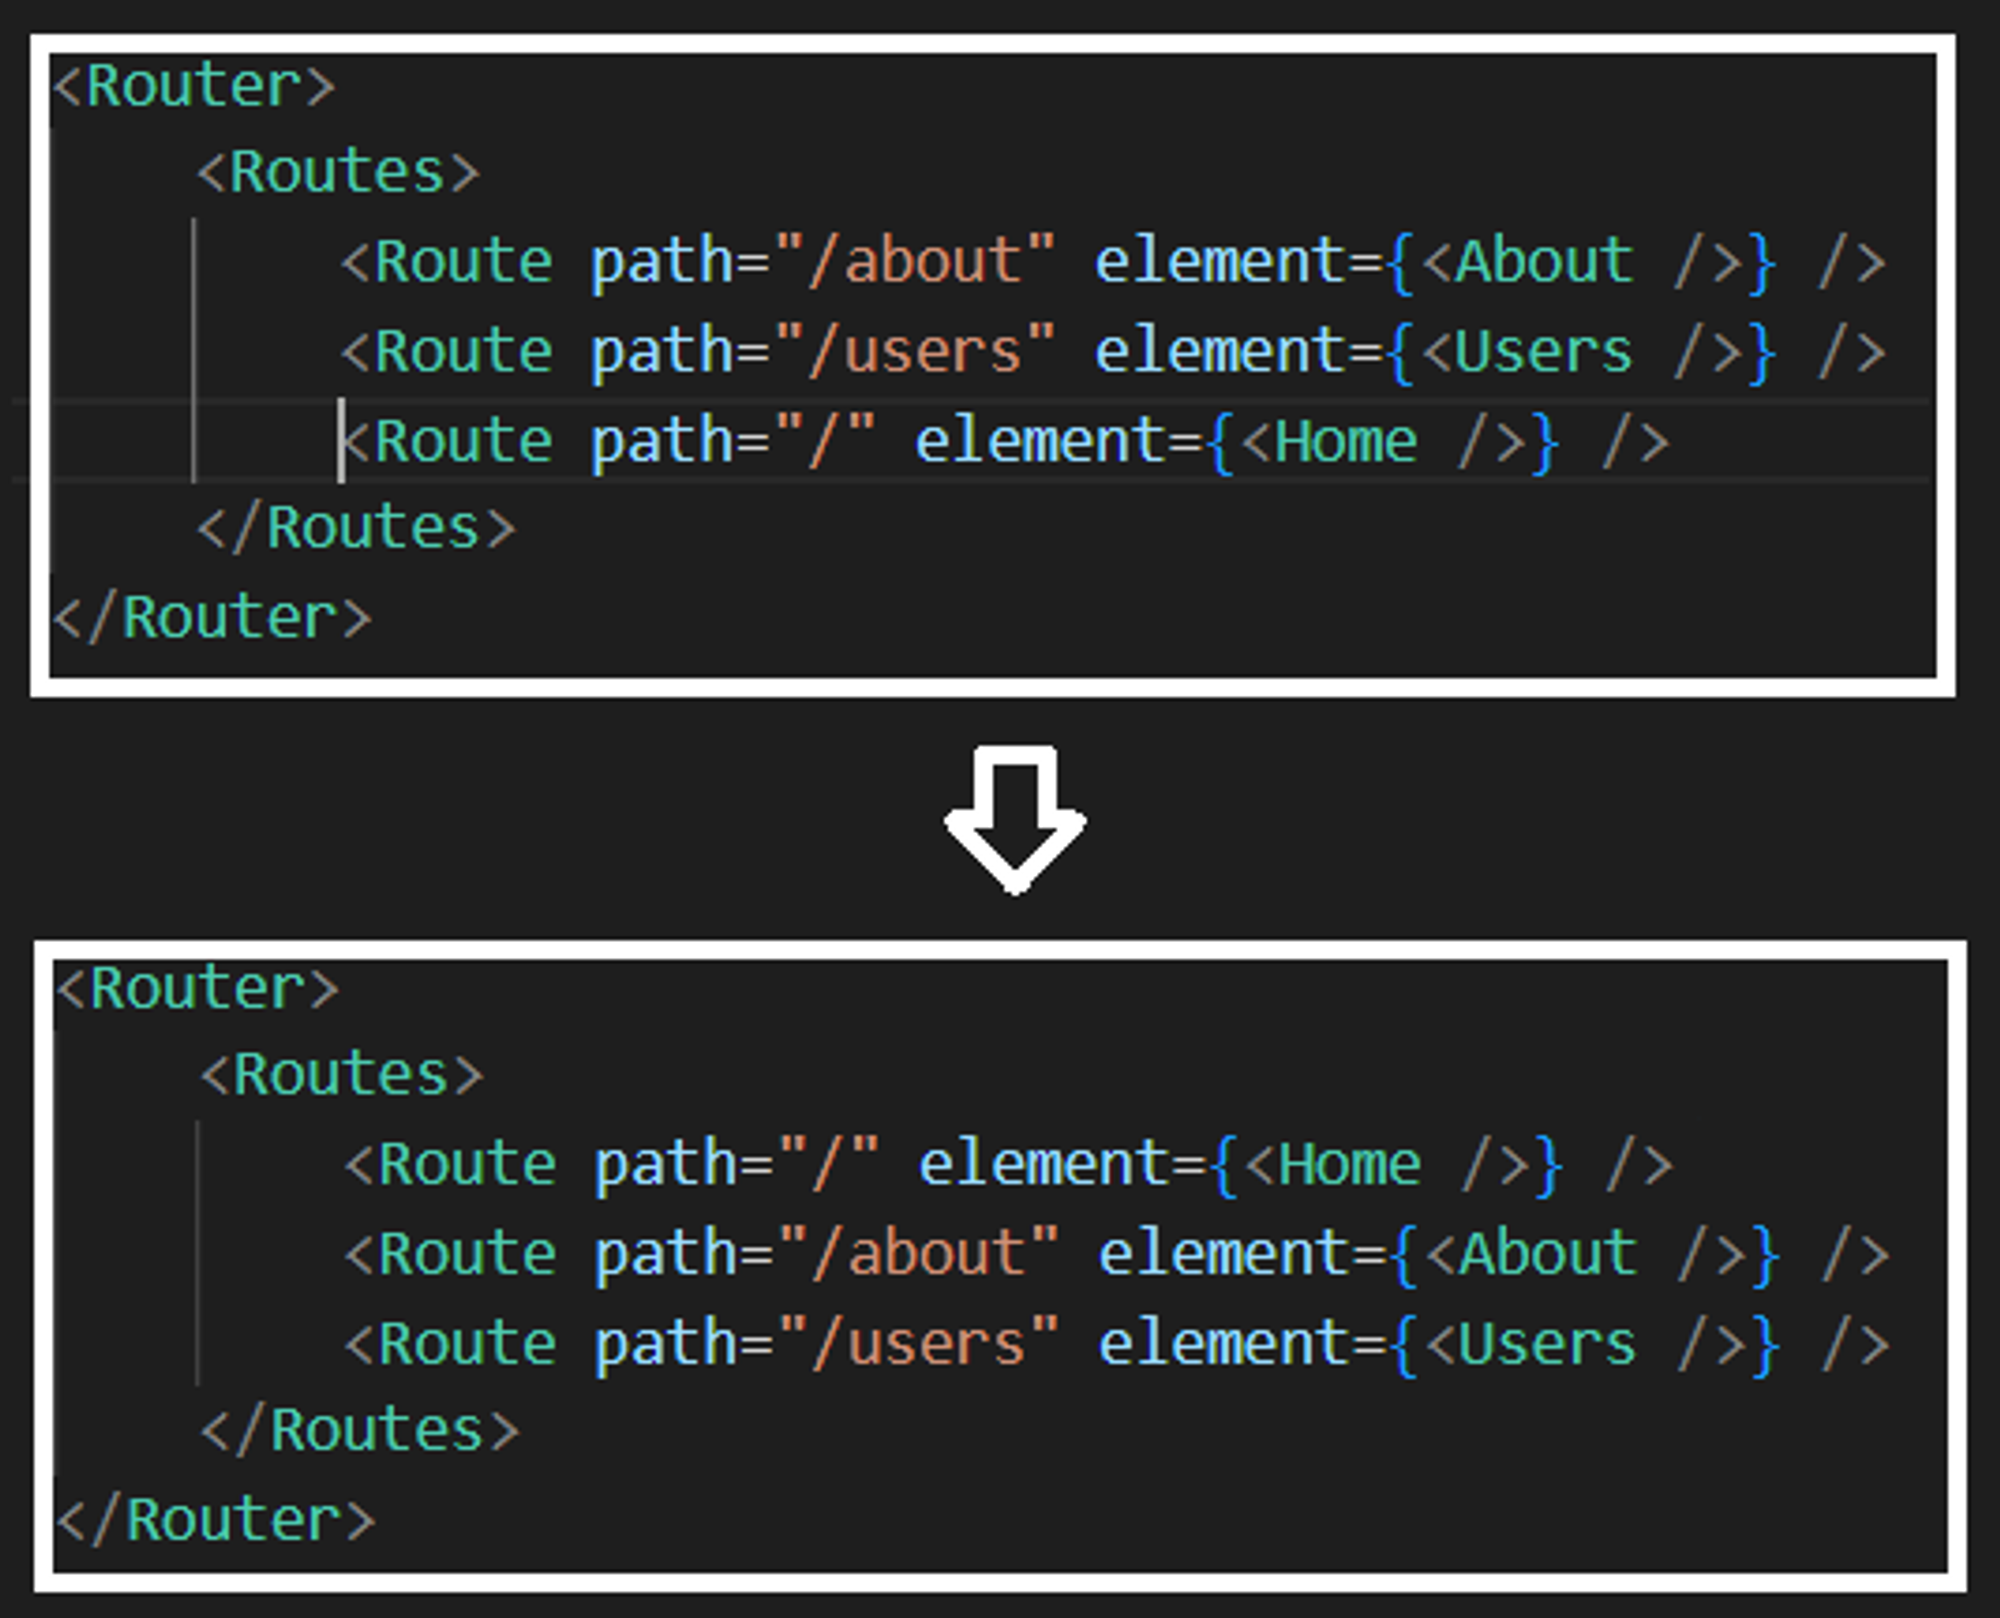 <Router>
    <Routes>
        <Route path="/about" element={<About />} />
        <Route path="/users" element={<Users />} />
        <Route path="/" element={<Home />} />
    </Routes>
</Router>
<Router>
    <Routes>
        <Route path="/" element={<Home />} />
        <Route path="/about" element={<About />} />
        <Route path="/users" element={<Users />} />
    </Routes>
</Router>